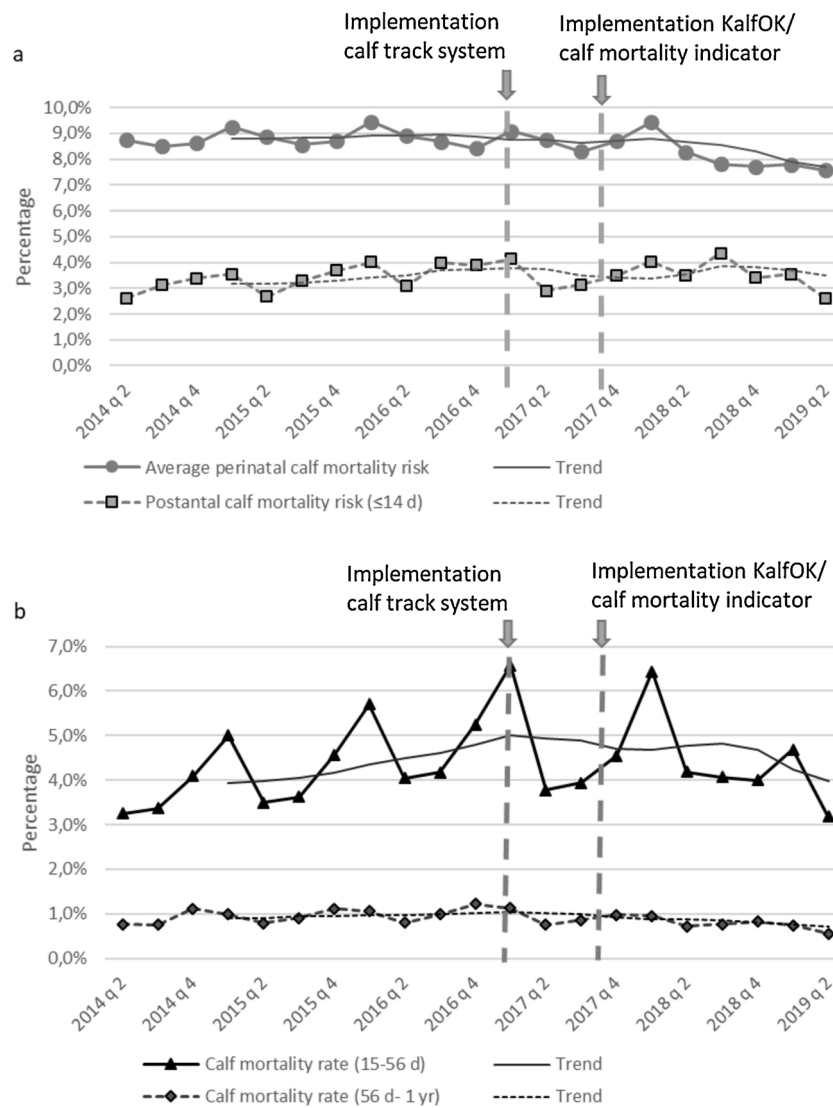 Implementation
calf track system
Implementation KalfOK/
calf mortality indicator
a
10,0%
9,0%
8,0%
7,0%
6,0%
5,0%
4,0%
3,0%
2,0%
1,0%
0,0%
Percentage
2014 q 2
2014 q 4
2015 q 2
2015 q 4
2016 q 2
2016 q 4
2017 q 2
2017 q 4
2018 q 2
2018 q 4
2019 q 2
Average perinatal calf mortality risk
Trend
Postantal calf mortality risk (≤14 d)
Trend
Implementation
calf track system
Implementation KalfOK/
calf mortality indicator
b
7,0%
6,0%
5,0%
4,0%
3,0%
2,0%
1,0%
0,0%
Percentage
2014 q 2
2014 q 4
2015 q 2
2015 q 4
2016 q 2
2016 q 4
2017 q 2
2017 q 4
2018 q 2
2018 q 4
2019 q 2
Calf mortality rate (15-56 d)
Trend
Calf mortality rate (56 d- 1 yr)
Trend